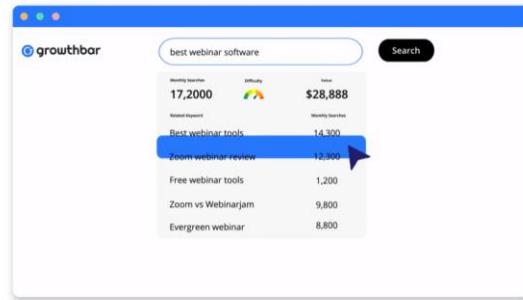 growthbar
best webinar software
Search
Monthly Searches Difficulty Value
17,2000 $28,888
Related Keyword Monthly Searches
Best webinar tools 14,300
Zoom webinar review 12,300
Free webinar tools 1,200
Zoom vs Webinarjam 9,800
Evergreen webinar 8,800